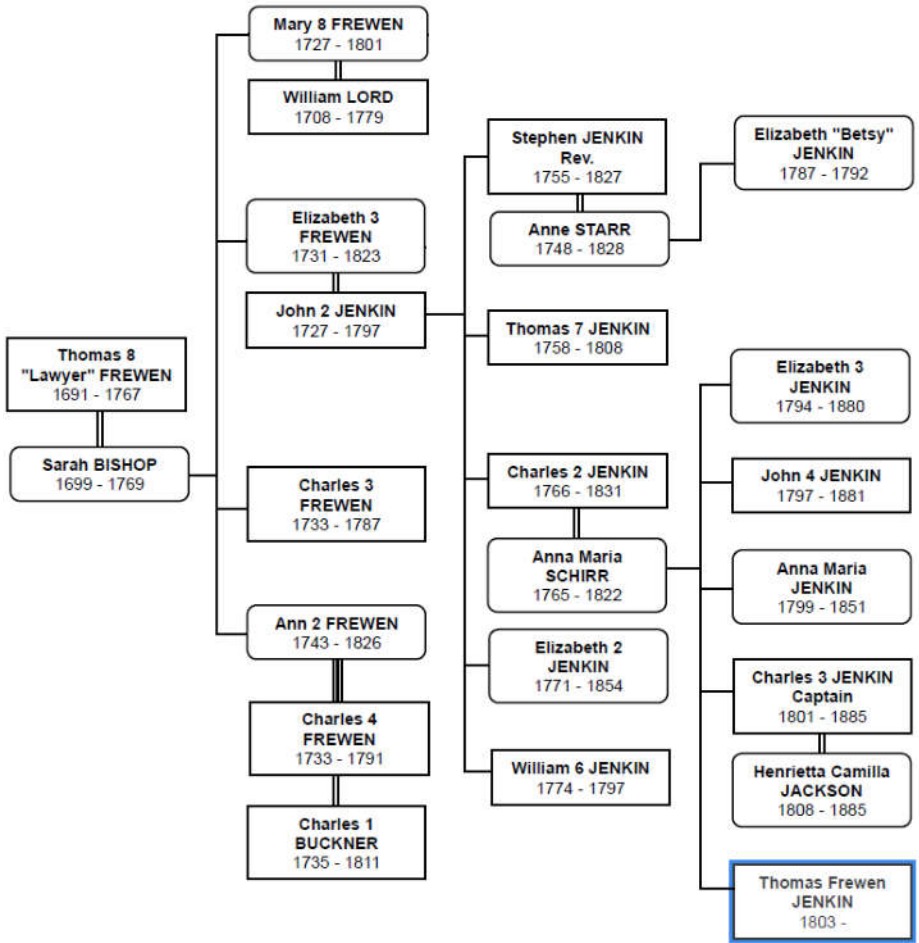 Mary 8 FREWEN
1727 - 1801
William LORD
1708 - 1779
Elizabeth 3
FREWEN
1731 - 1823
John 2 JENKIN
1727 - 1797
Thomas 8
"Lawyer" FREWEN
1691 - 1767
Sarah BISHOP
1699 - 1769
Charles 3
FREWEN
1733 - 1787
Ann 2 FREWEN
1743 - 1826
Charles 4
FREWEN
1733 - 1791
Charles 1
BUCKNER
1735 - 1811
Stephen JENKIN
Rev.
1755 - 1827
Anne STARR
1748 - 1828
Thomas 7 JENKIN
1758 - 1808
Charles 2 JENKIN
1766 - 1831
Anna Maria
SCHIRR
1765 - 1822
Elizabeth 2
JENKIN
1771 - 1854
William 6 JENKIN
1774 - 1797
Elizabeth "Betsy"
JENKIN
1787 - 1792
Elizabeth 3
JENKIN
1794 - 1880
John 4 JENKIN
1797 - 1881
Anna Maria
JENKIN
1799 - 1851
Charles 3 JENKIN
Captain
1801 - 1885
Henrietta Camilla
JACKSON
1808 - 1885
Thomas Frewen
JENKIN
1803 -